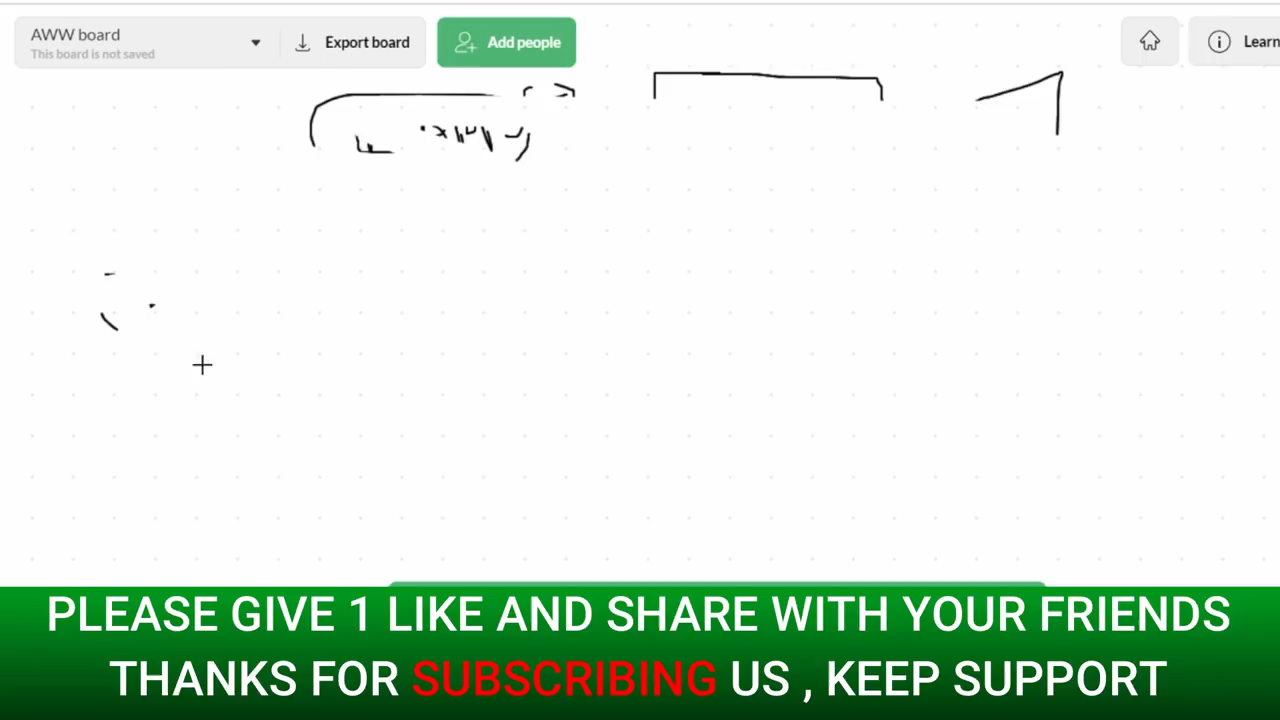 AWW board
This board is not saved
Export board
Add people
Learn
PLEASE GIVE 1 LIKE AND SHARE WITH YOUR FRIENDS
THANKS FOR SUBSCRIBING US , KEEP SUPPORT